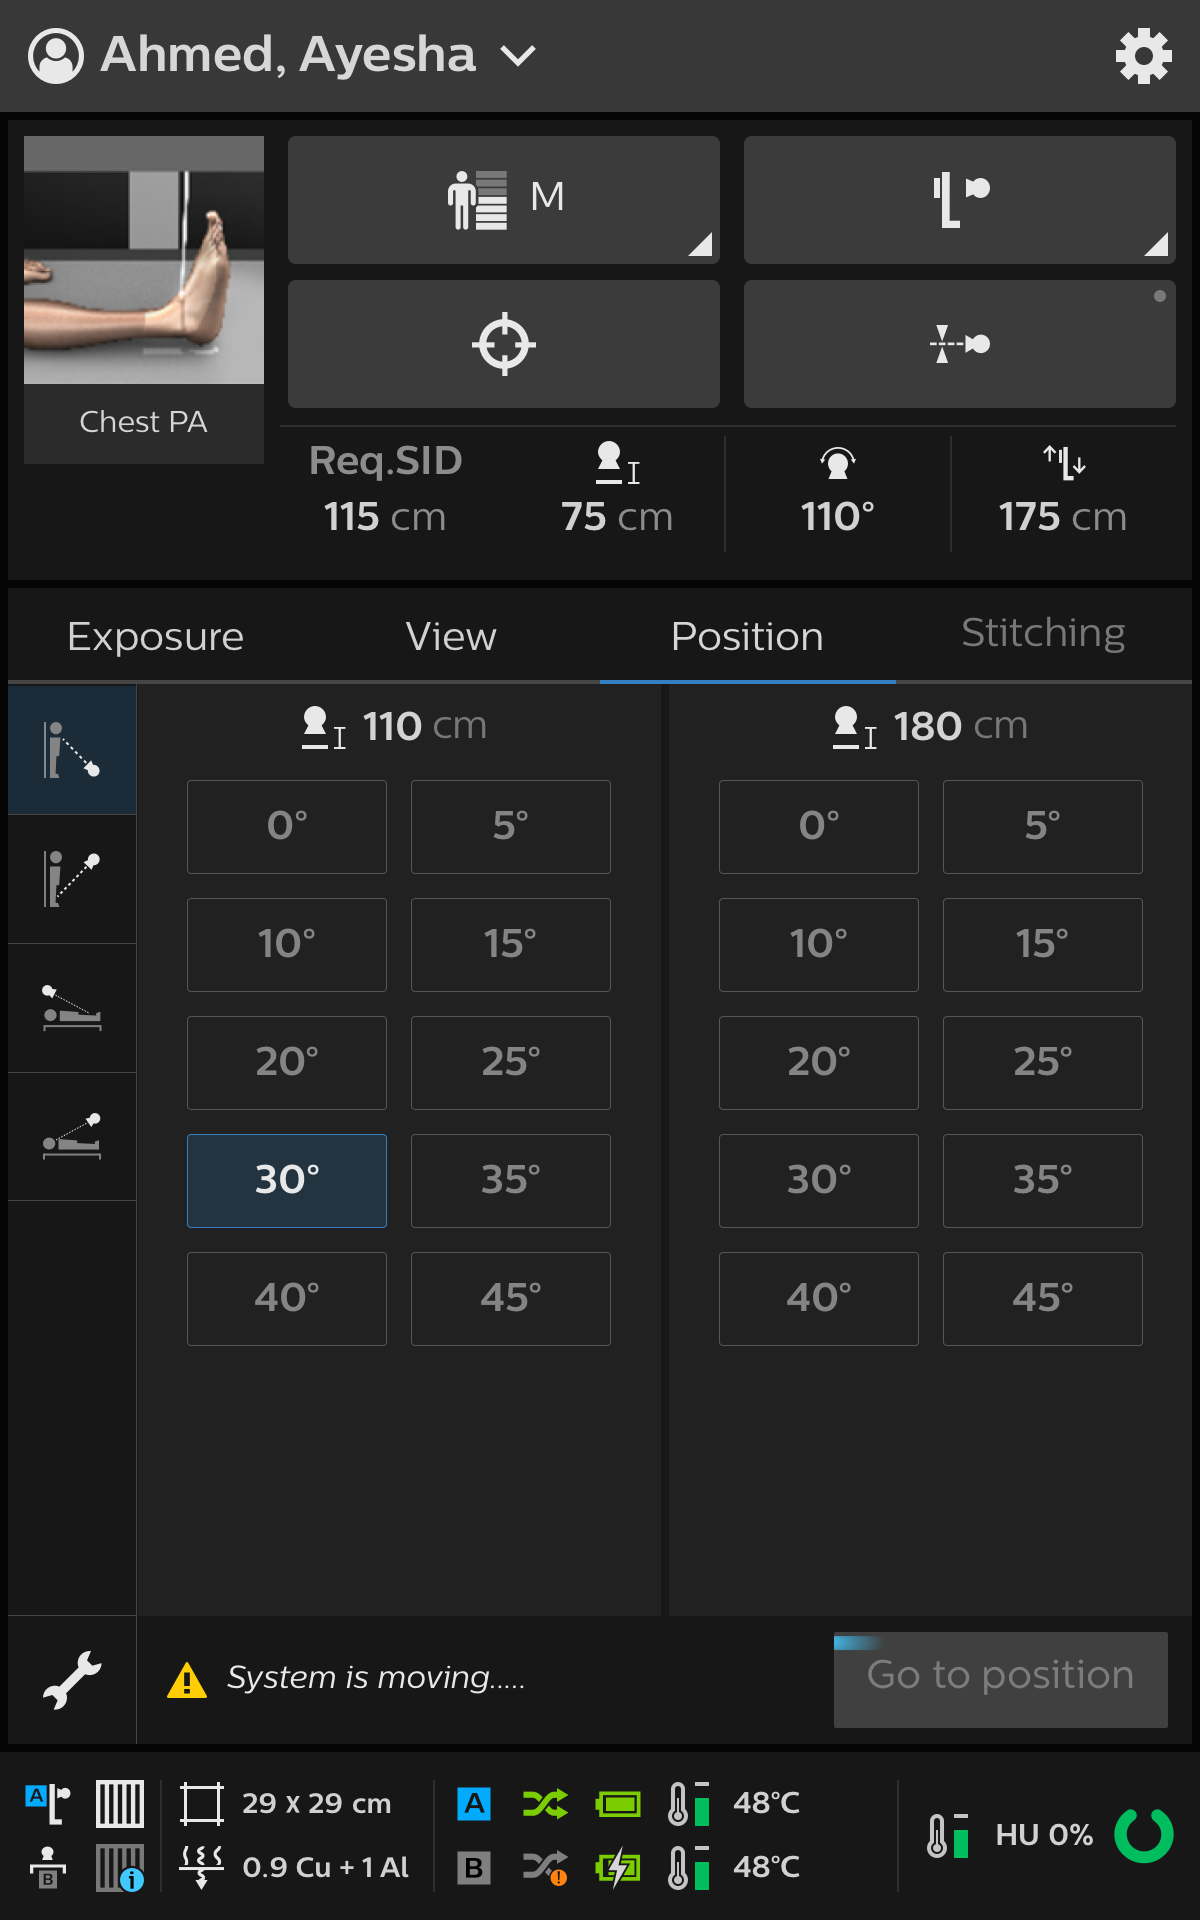 Ahmed, Ayesha
M
Chest PA
Req.SID
115 cm
75 cm
110°
175 cm
Exposure
View
Position
Stitching
110 cm
180 cm
0°
5°
0°
5°
10°
15°
10°
15°
20°
25°
20°
25°
30°
35°
30°
35°
40°
45°
40°
45°
System is moving.....
Go to position
A
29 x 29 cm
A
48°C
HU 0%
B
i
0.9 Cu + 1 Al
B
!
48°C